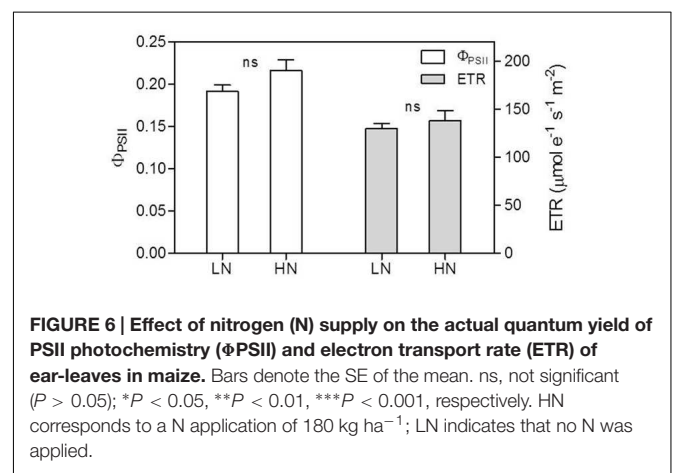 0.25
0.20
0.15
0.10
0.05
0.00
Φ_PSII
ns
ns
Φ_PSII
ETR
200
150
100
50
0
ETR (μmol e⁻¹ s⁻¹ m⁻²)
LN HN LN HN
FIGURE 6 | Effect of nitrogen (N) supply on the actual quantum yield of
PSII photochemistry (ΦPSII) and electron transport rate (ETR) of
ear-leaves in maize. Bars denote the SE of the mean. ns, not significant
(P > 0.05); *P < 0.05, **P < 0.01, ***P < 0.001, respectively. HN
corresponds to a N application of 180 kg ha⁻¹; LN indicates that no N was
applied.